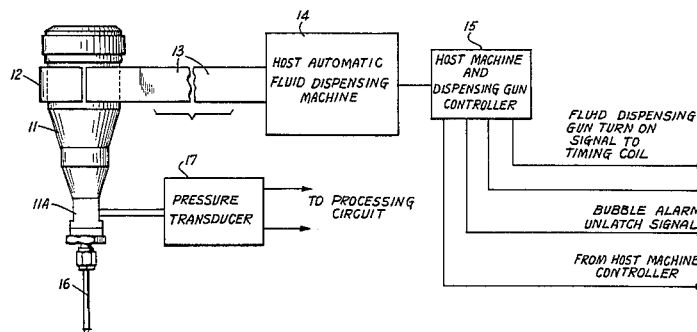 14
HOST AUTOMATIC
FLUID DISPENSING
MACHINE
15
HOST MACHINE
AND
DISPENSING GUN
CONTROLLER
13
12
11
FLUID DISPENSING
GUN TURN ON
SIGNAL TO
TIMING COIL
17
PRESSURE
TRANSDUCER
11A
TO PROCESSING
CIRCUIT
BUBBLE ALARM
UNLATCH SIGNAL
FROM HOST MACHINE
CONTROLLER
16